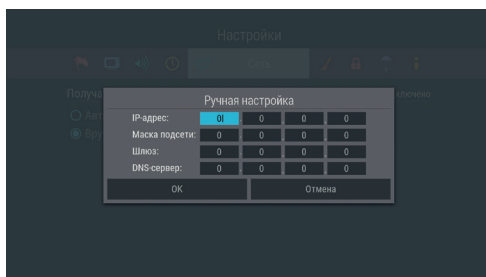 Настройки
Сеть
Ручная настройка
IP-адрес: 0 0 0 0
Маска подсети: 0 0 0 0
Шлюз: 0 0 0 0
DNS-сервер: 0 0 0 0
OK Отмена